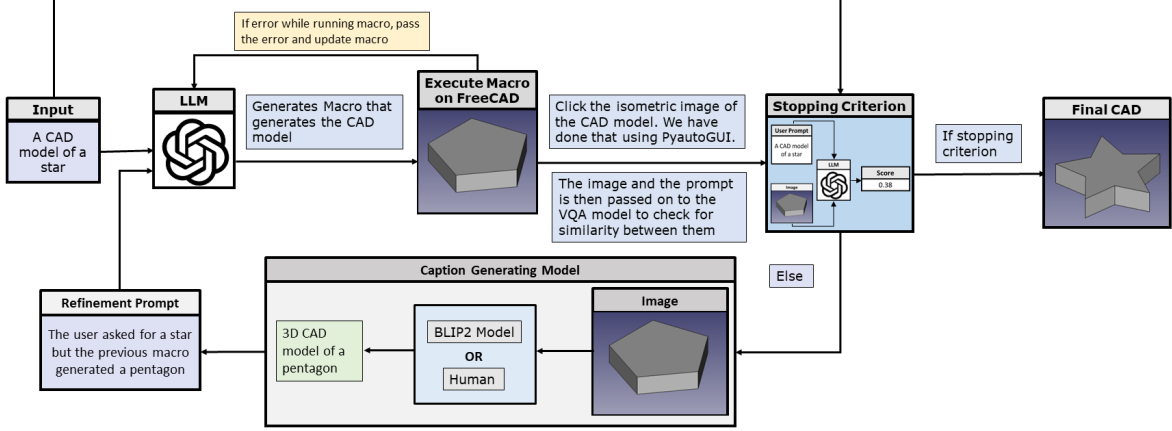 If error while running macro, pass
the error and update macro
Input
A CAD
model of a
star
LLM
Generates Macro that
generates the CAD
model
Execute Macro
on FreeCAD
Click the isometric image of
the CAD model. We have
done that using PyautoGUI.
The image and the prompt
is then passed on to the
VQA model to check for
similarity between them
Stopping Criterion
User Prompt
A CAD model
of a star
LLM
Score
0.38
Image
If stopping
criterion
Final CAD
Else
Caption Generating Model
Image
BLIP2 Model
OR
Human
3D CAD
model of a
pentagon
Refinement Prompt
The user asked for a star
but the previous macro
generated a pentagon